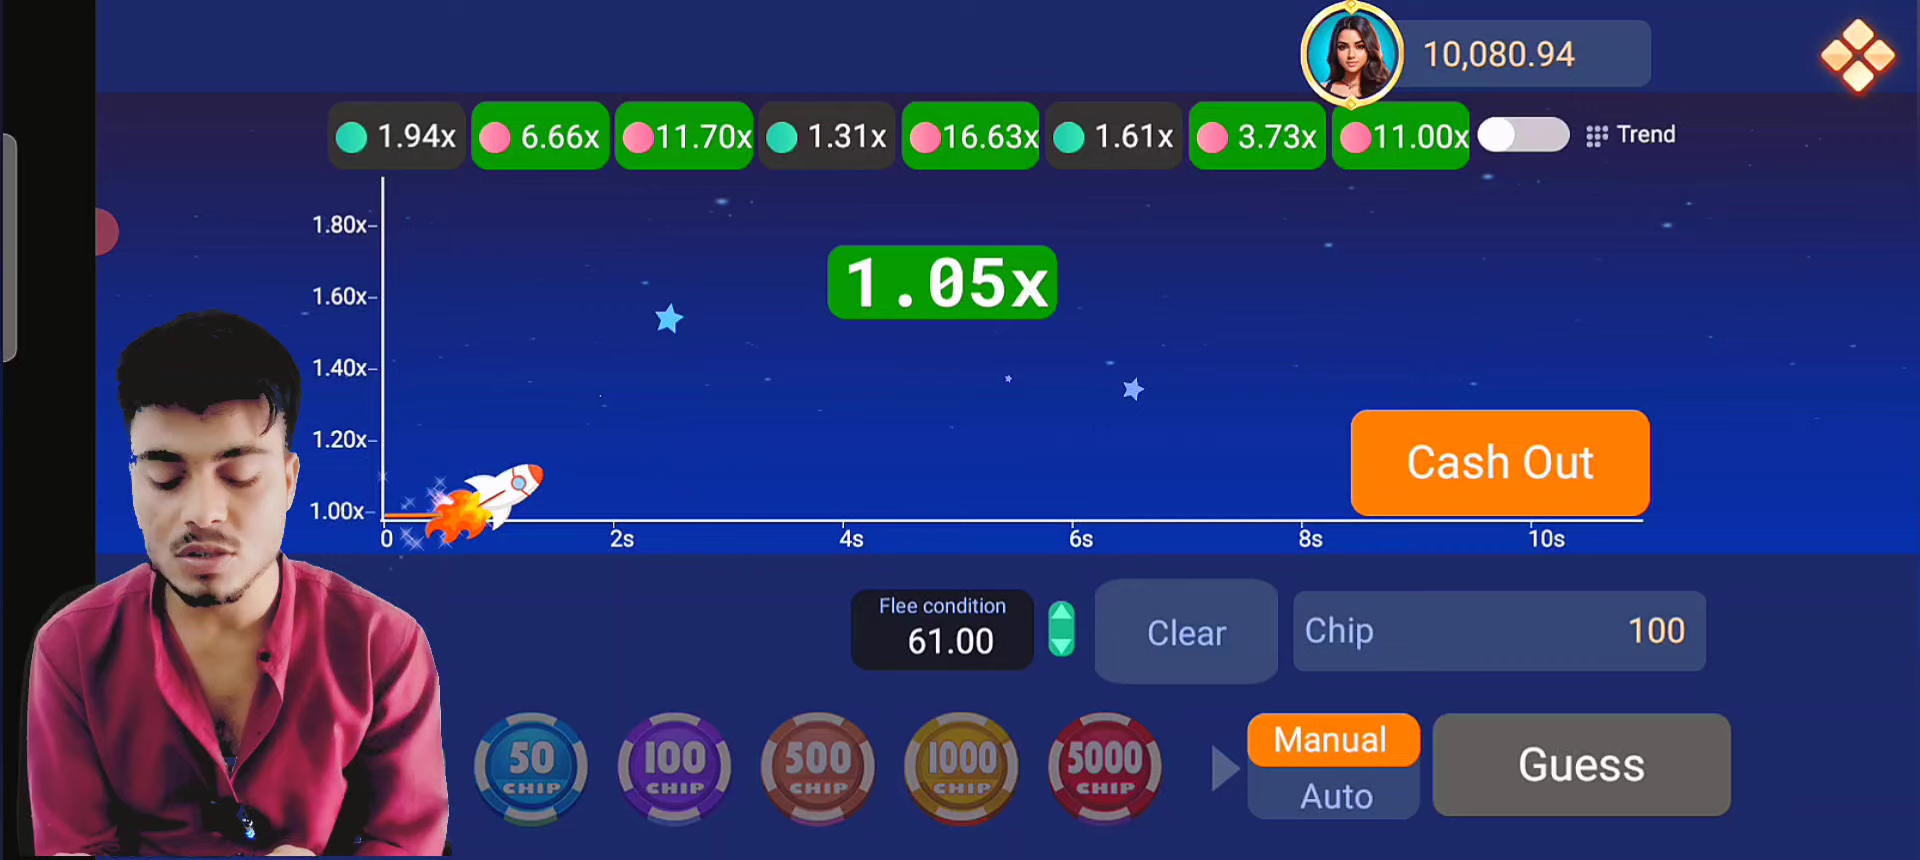 10,080.94
1.94x 6.66x 11.70x 1.31x 16.63x 1.61x 3.73x 11.00x Trend
1.80x
1.05x
1.60x
1.40x
1.20x
Cash Out
1.00x
0 2s 4s 6s 8s 10s
Flee condition
61.00
Clear
Chip 100
50 CHIP
100 CHIP
500 CHIP
1000 CHIP
5000 CHIP
Manual
Auto
Guess